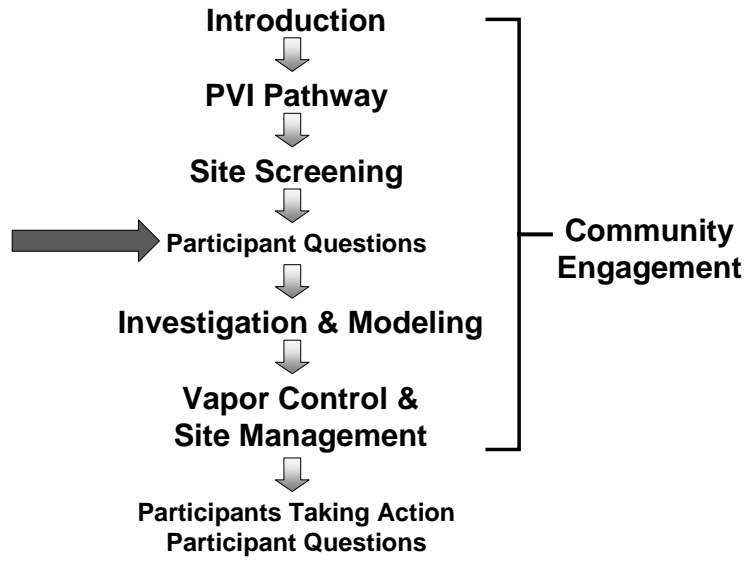 Introduction
PVI Pathway
Site Screening
Participant Questions
Investigation & Modeling
Vapor Control &
Site Management
Participants Taking Action
Participant Questions
Community
Engagement